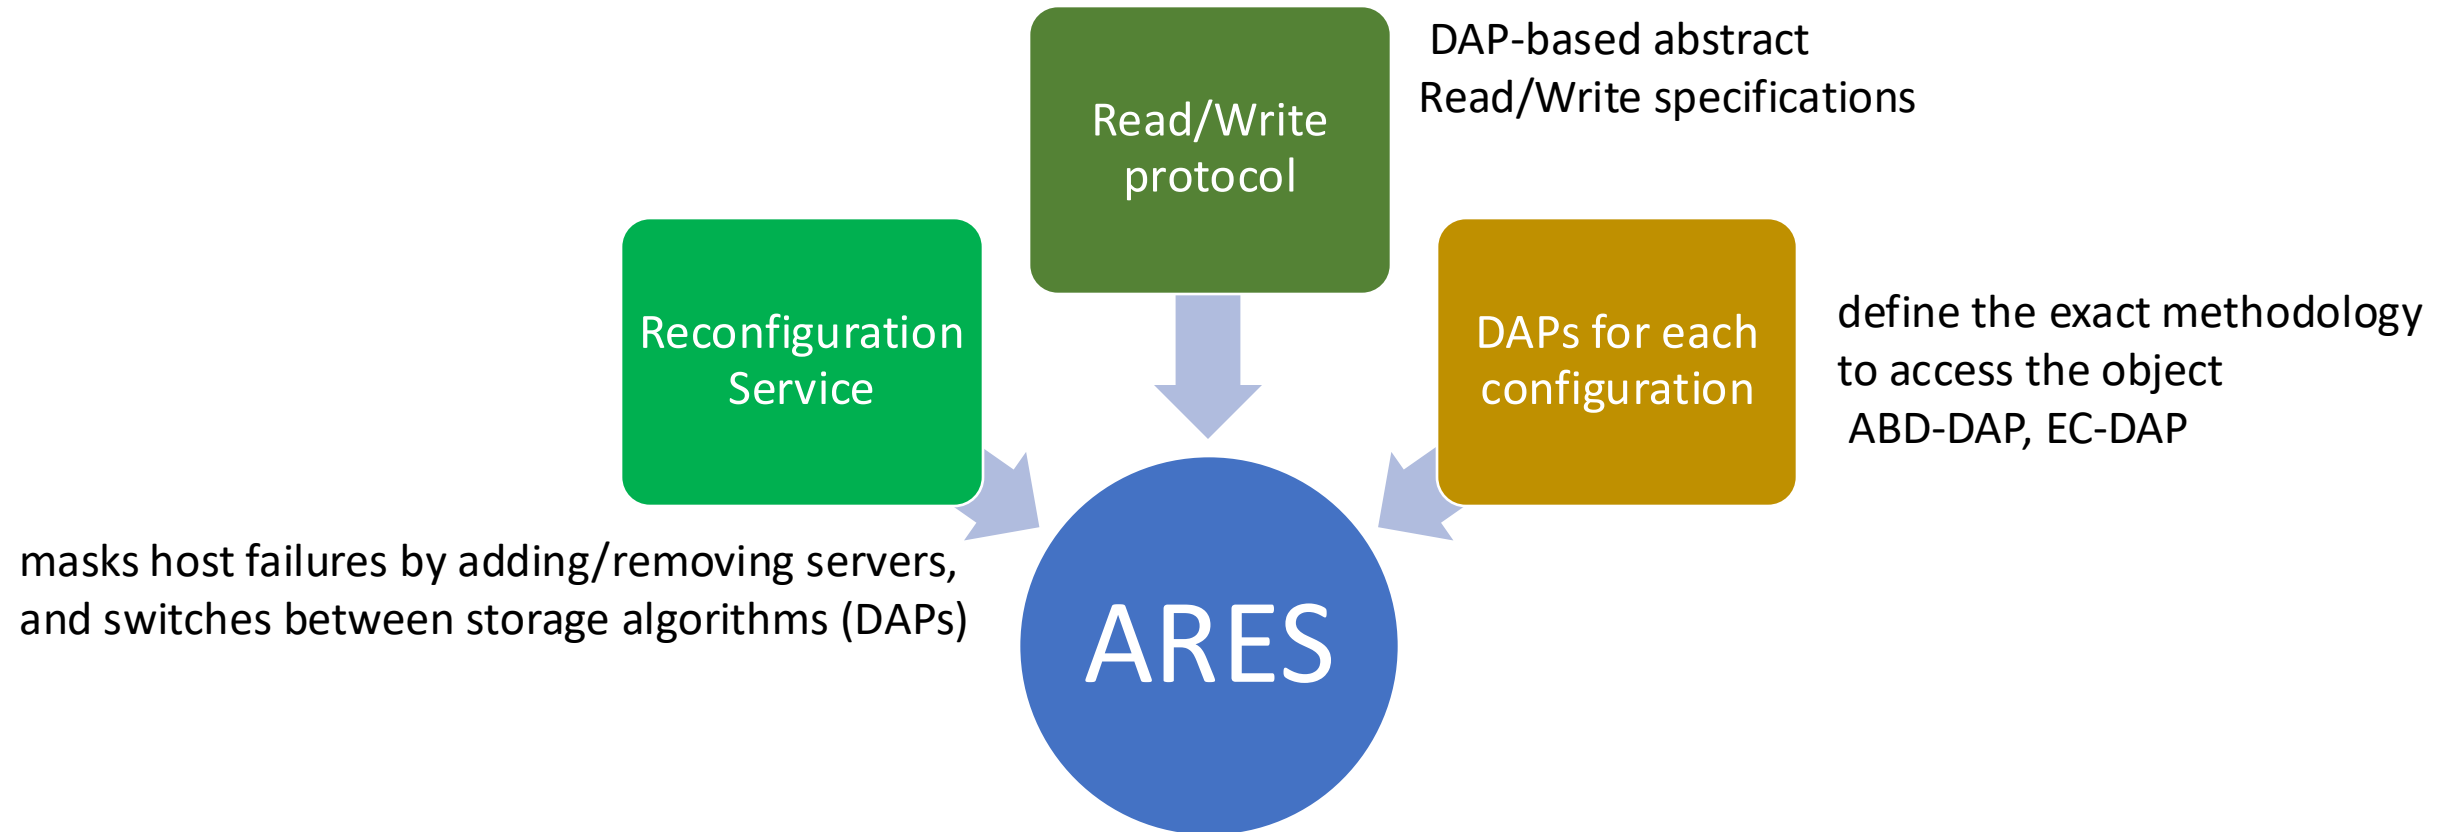 Read/Write
protocol
DAP-based abstract
Read/Write specifications
Reconfiguration
Service
masks host failures by adding/removing servers,
and switches between storage algorithms (DAPs)
DAPs for each
configuration
define the exact methodology
to access the object
ABD-DAP, EC-DAP
ARES